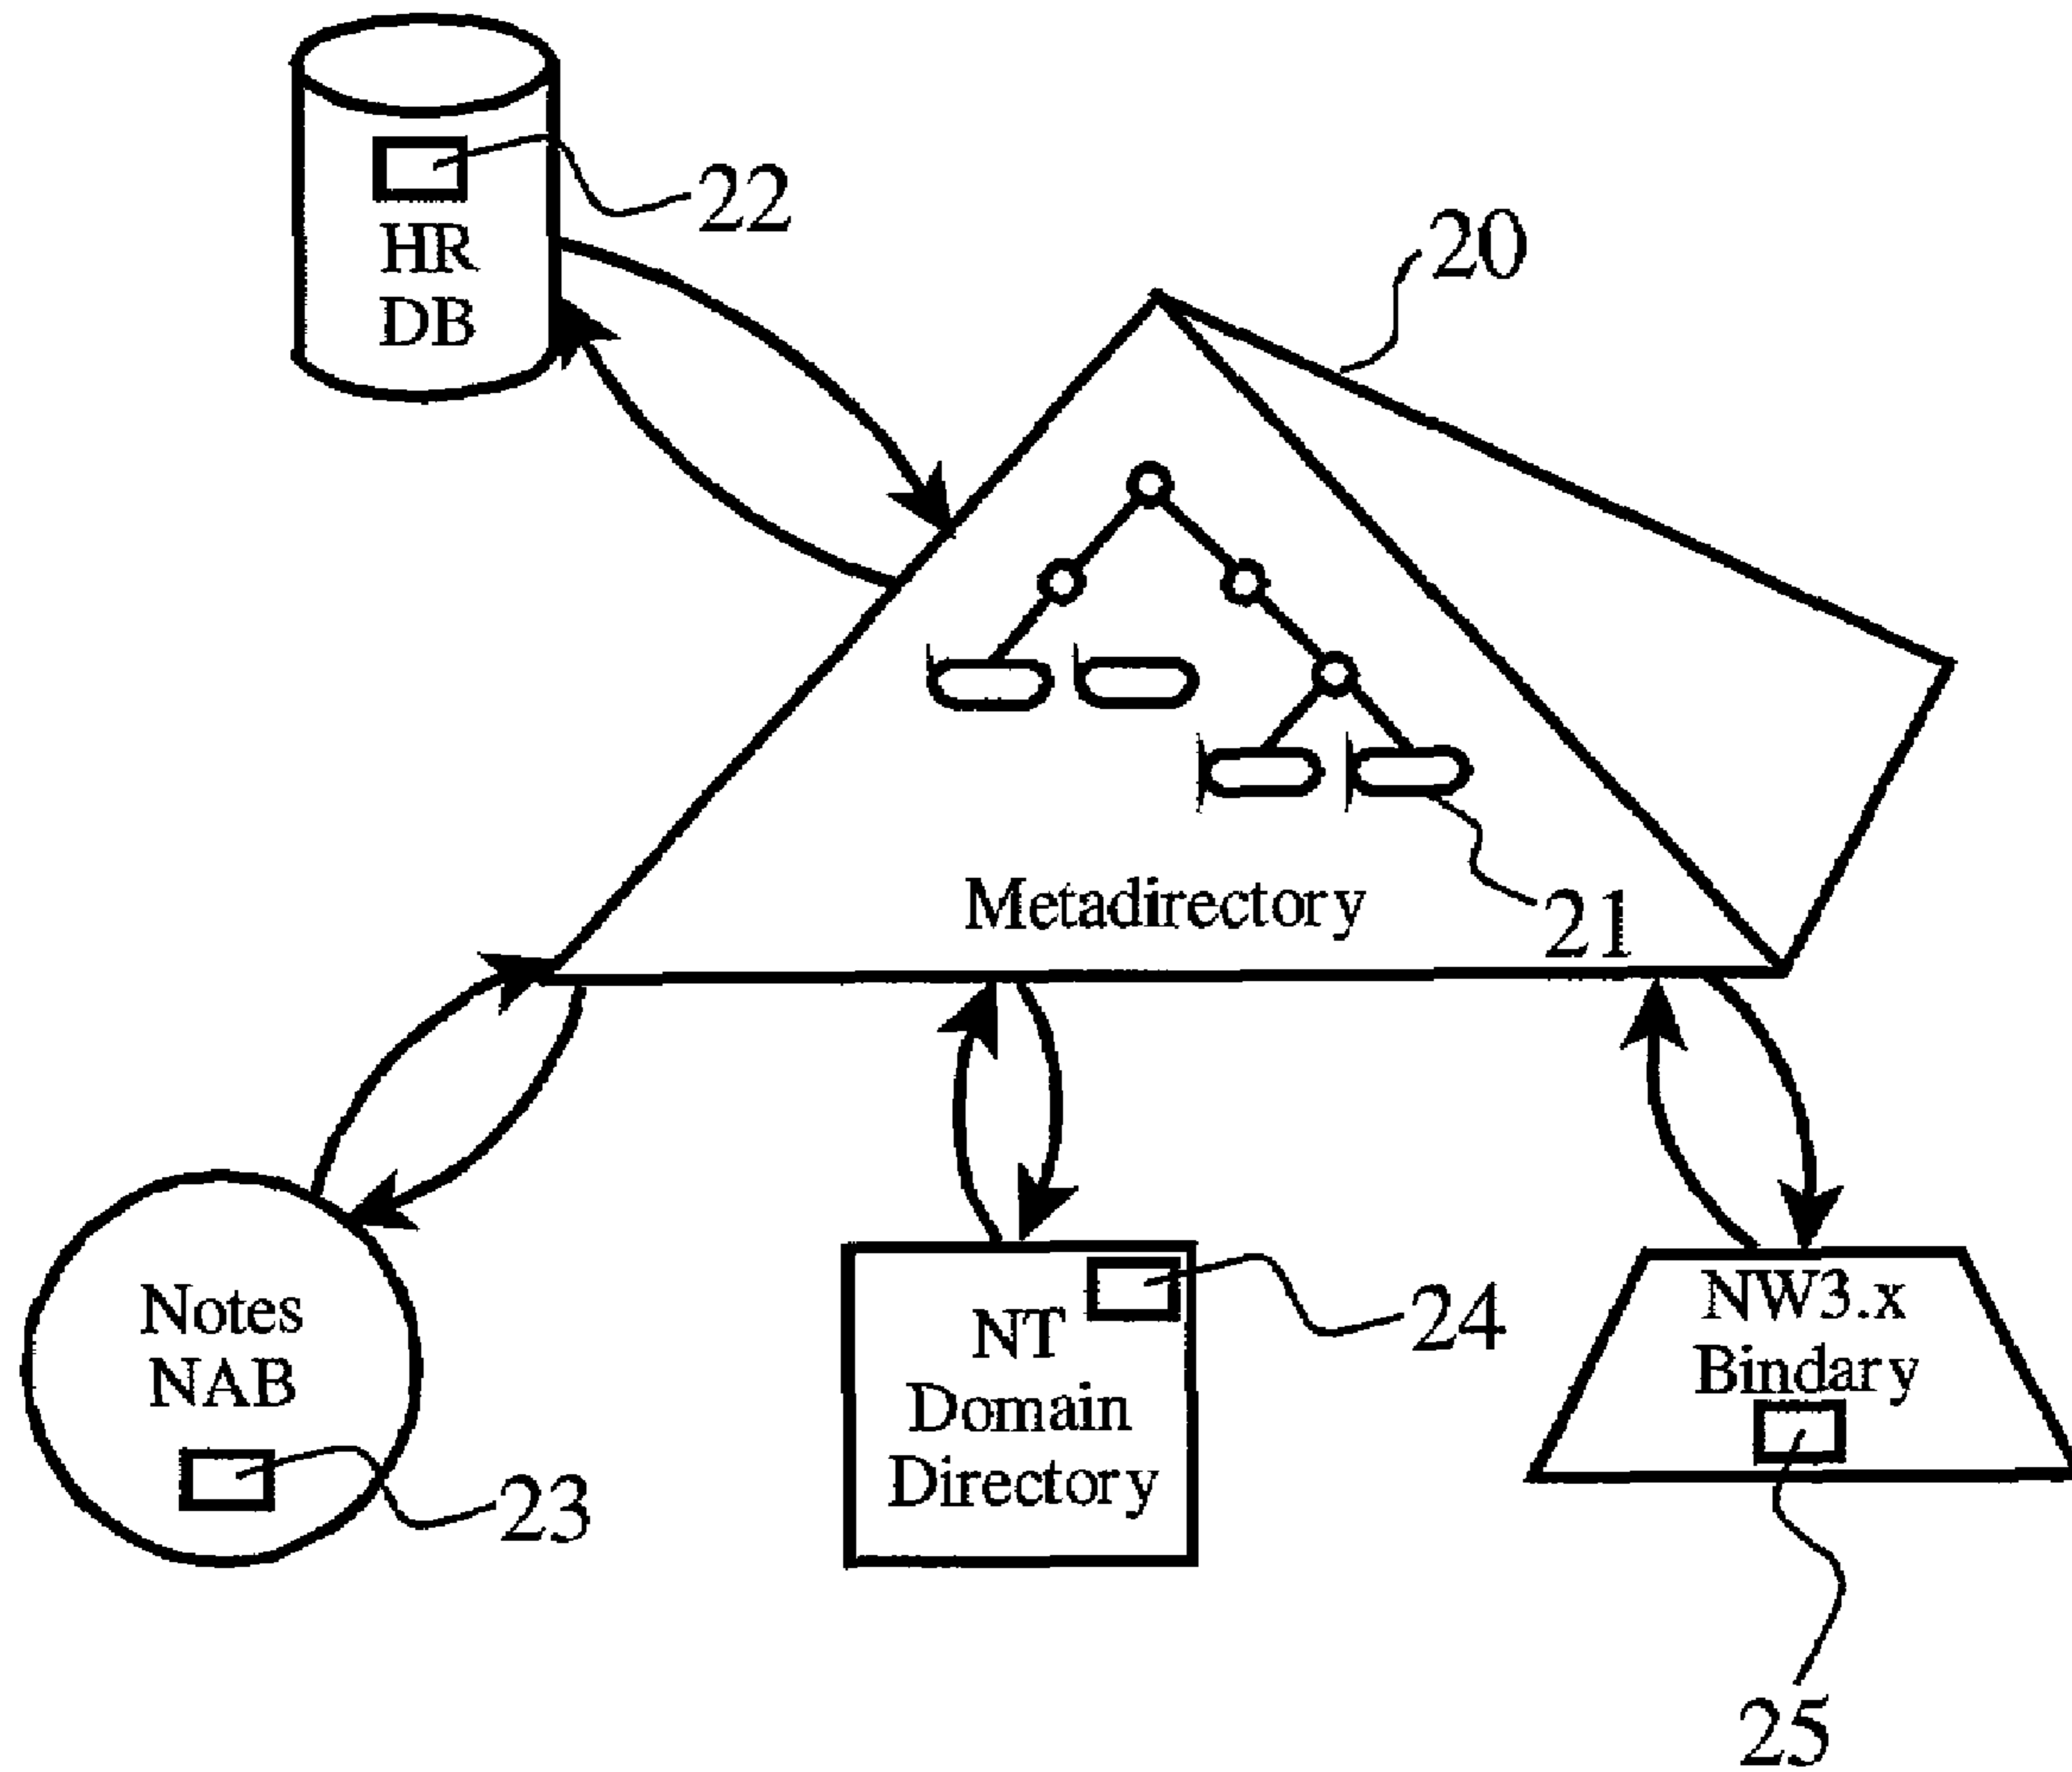 22
HR
DB
20
Metadirectory
21
Notes
NAB
23
NT
Domain
Directory
24
NW3.x
Bindary
25